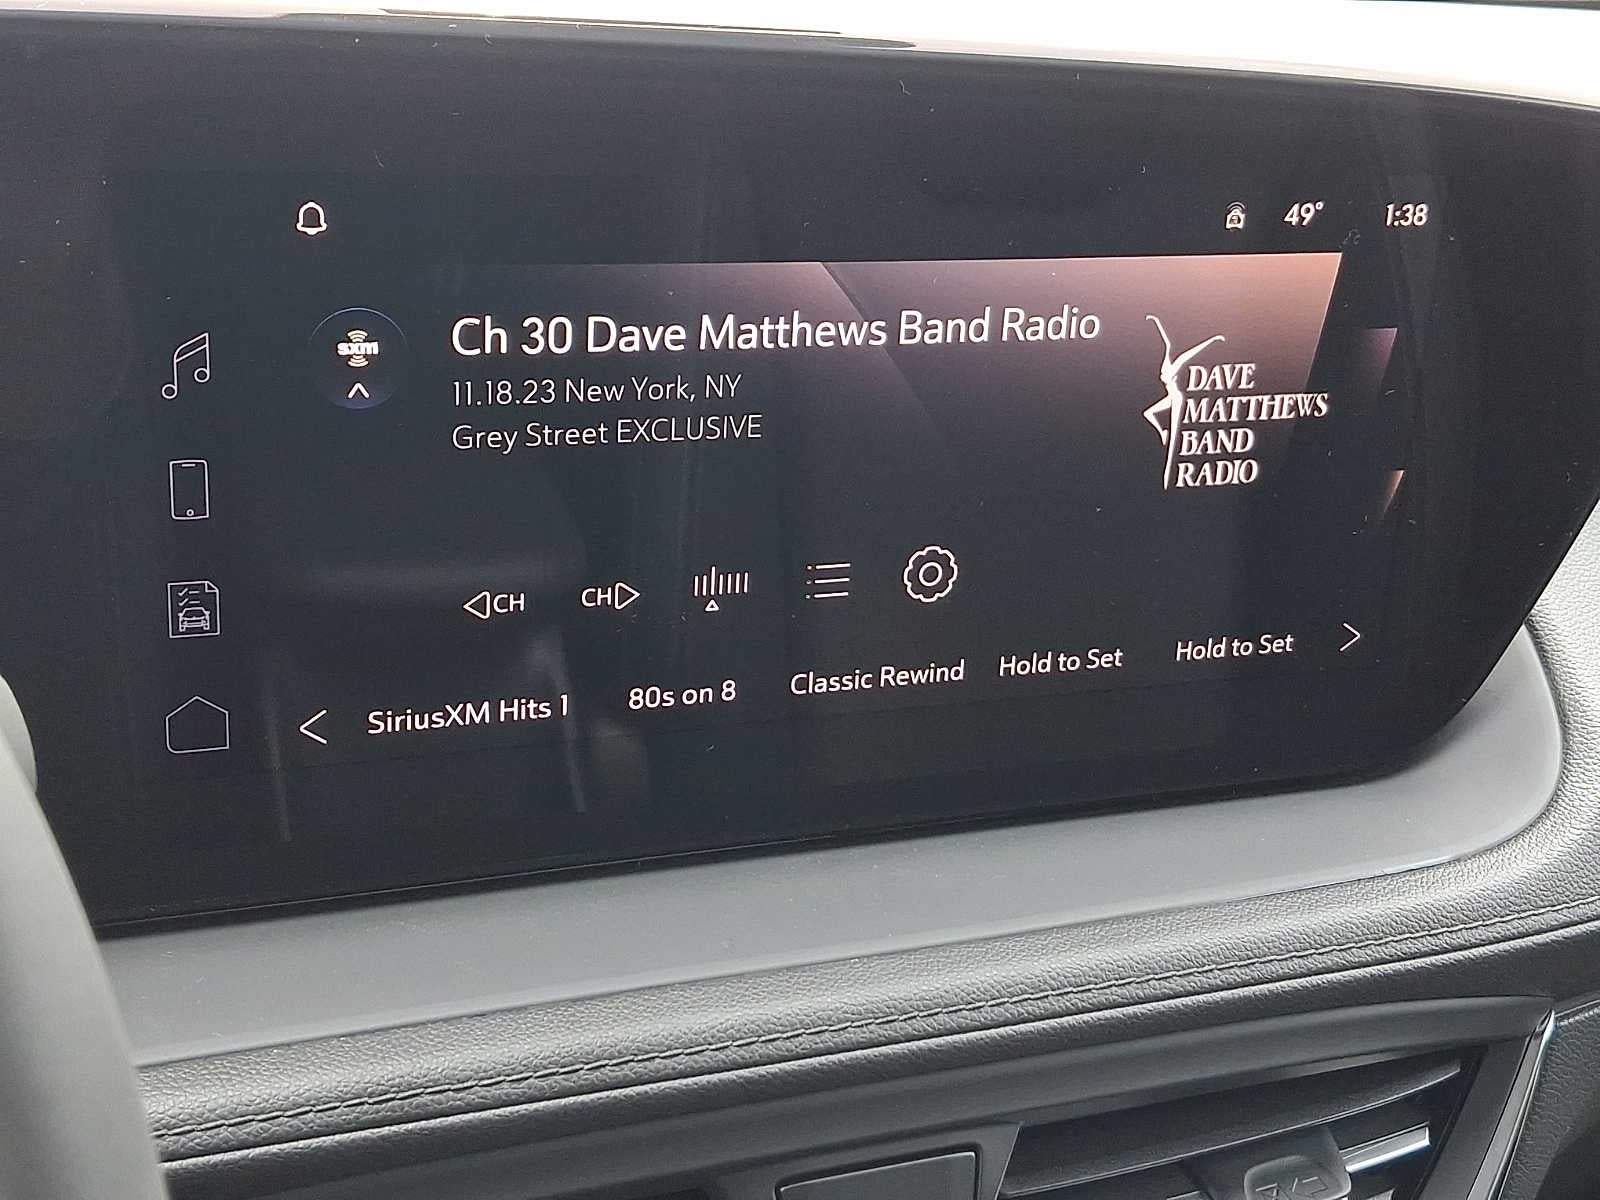 49° 1:38
sxm
Ch 30 Dave Matthews Band Radio
11.18.23 New York, NY
Grey Street EXCLUSIVE
DAVE
MATTHEWS
BAND
RADIO
CH CH
SiriusXM Hits 1 80s on 8 Classic Rewind Hold to Set Hold to Set